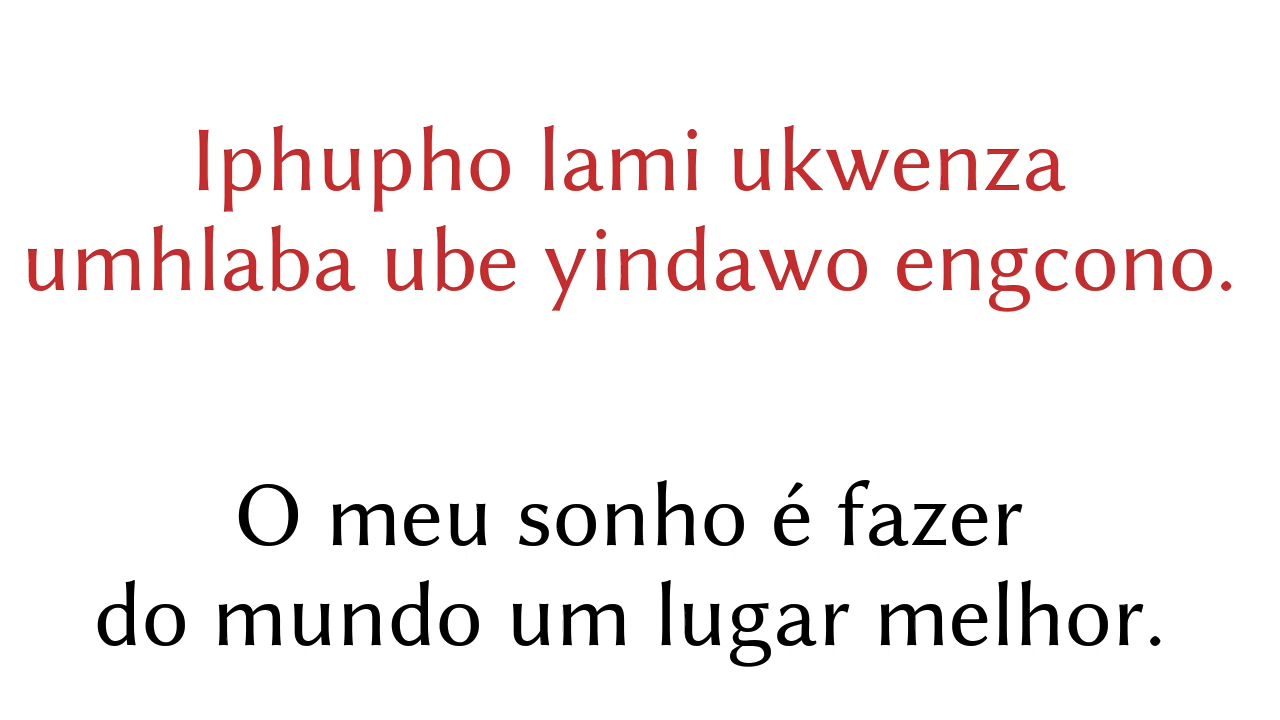 Iphupho lami ukwenza
umhlaba ube yindawo engcono.
O meu sonho é fazer
do mundo um lugar melhor.